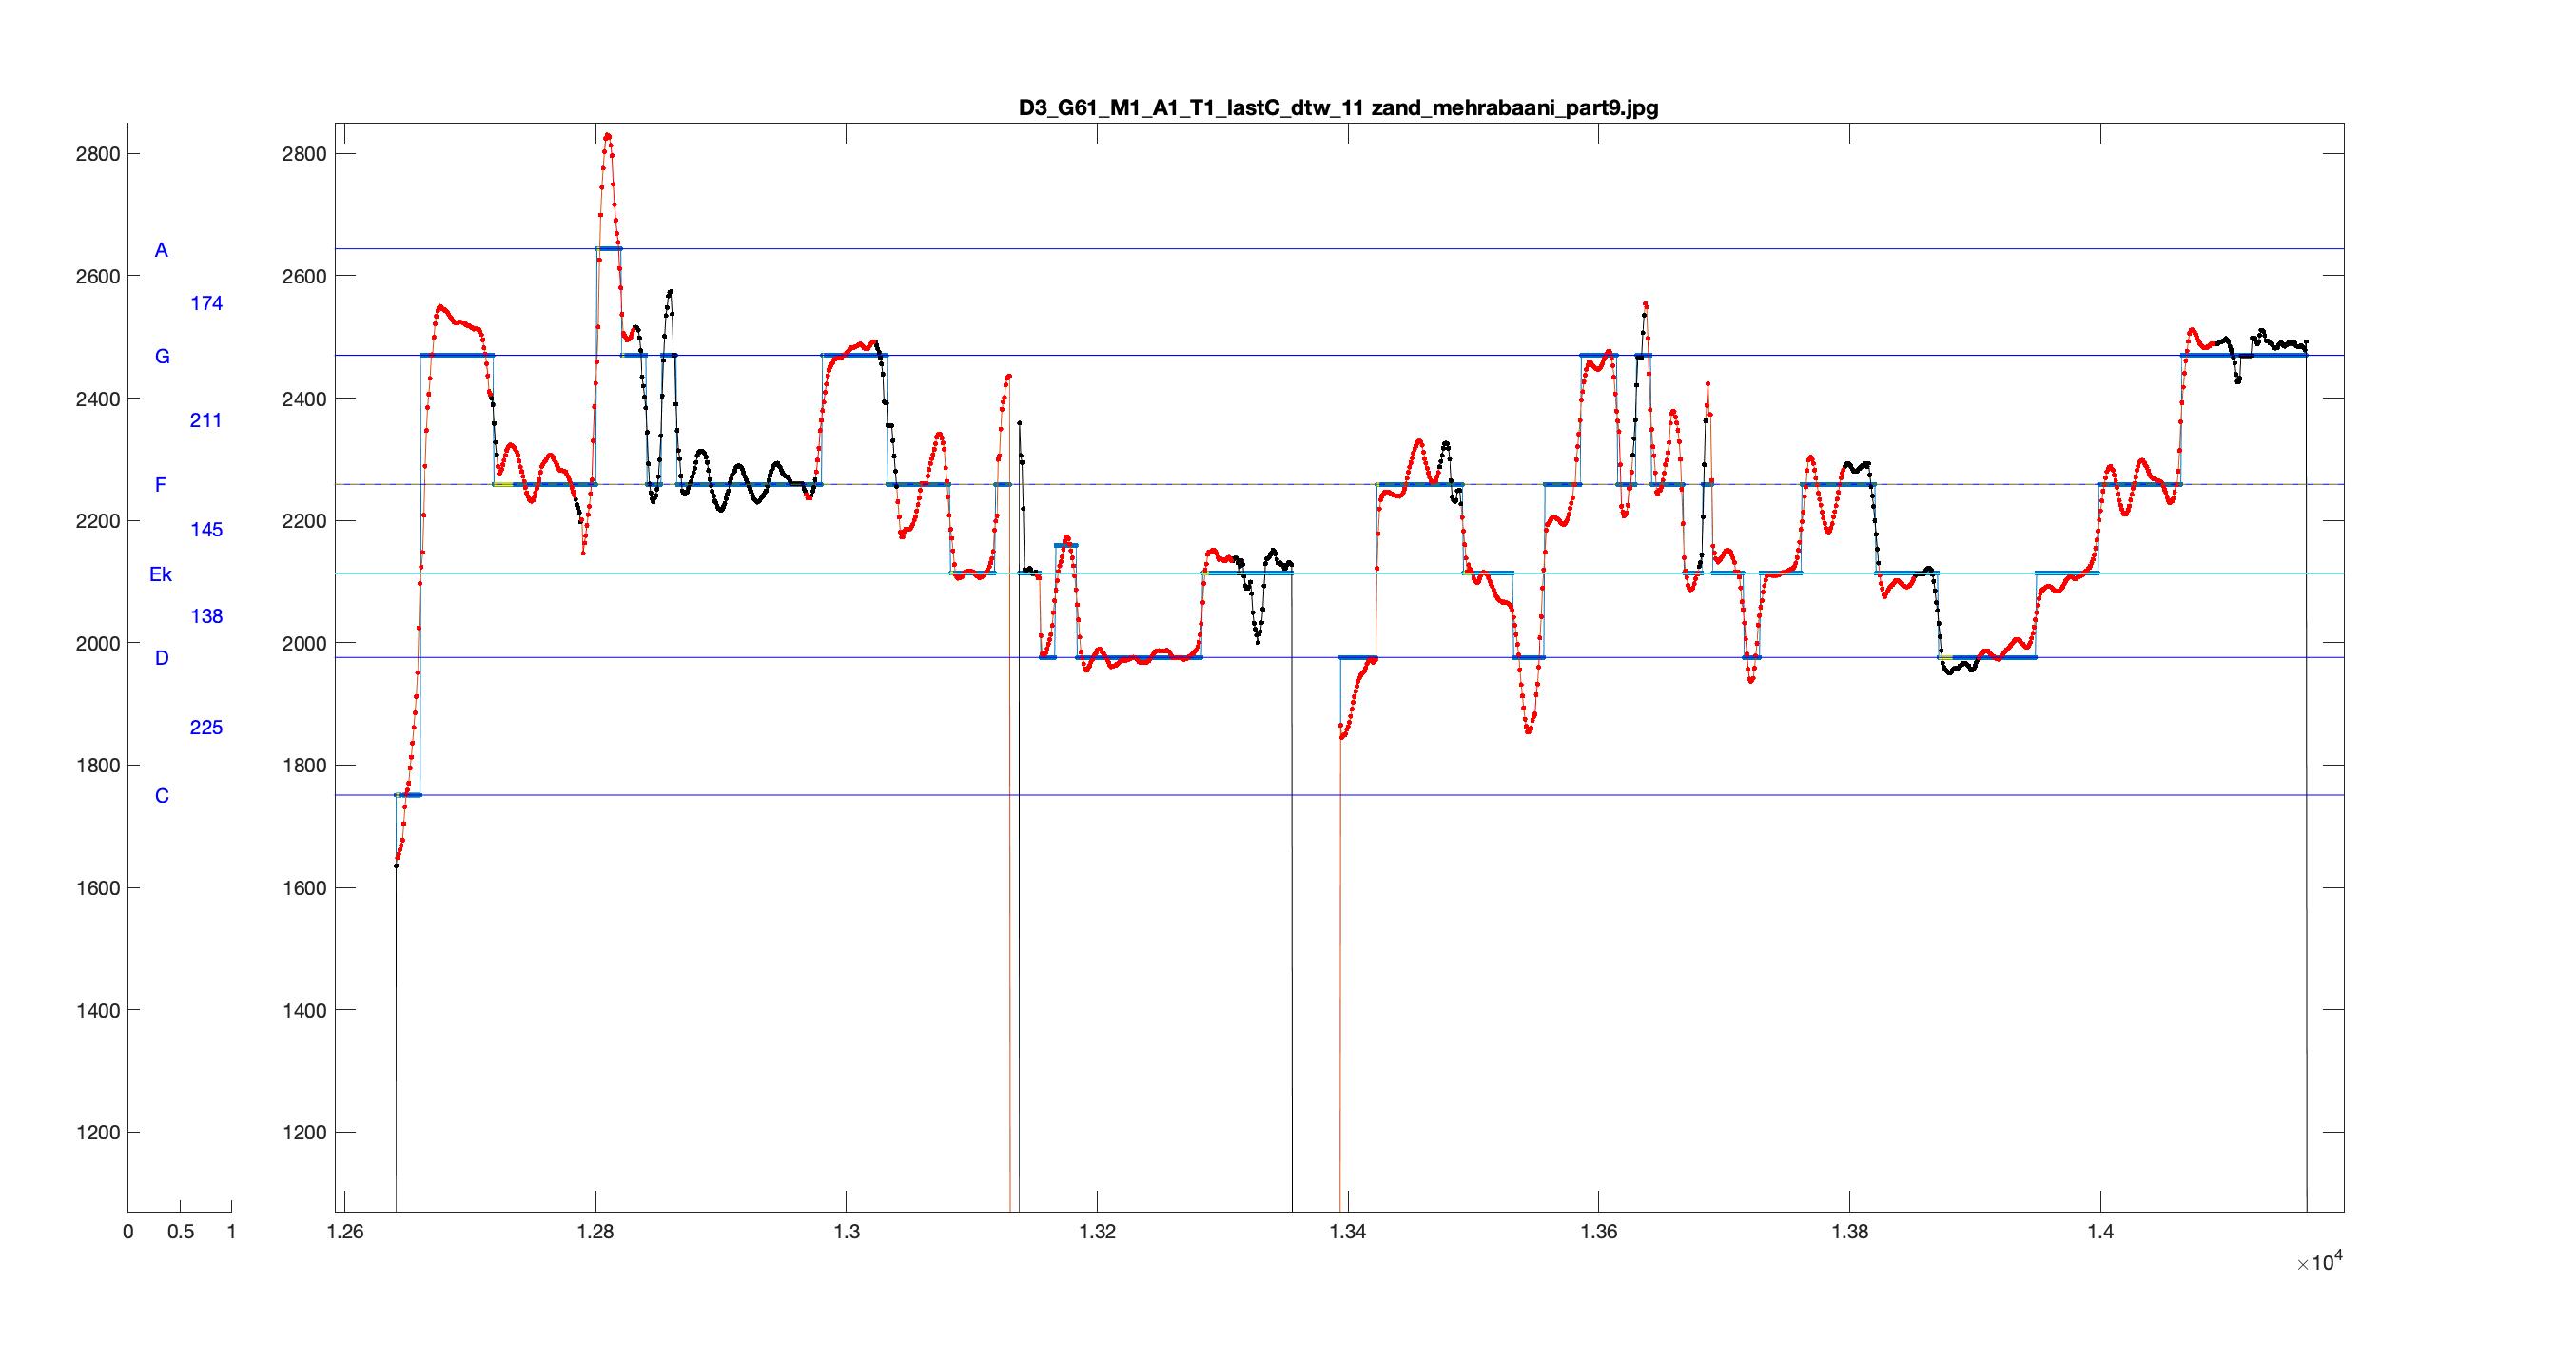 D3_G61_M1_A1_T1_lastC_dtw_11 zand_mehrabaani_part9.jpg
2800 2800
A
2600 2600
174
G
2400 2400
211
F
2200 2200
145
Ek
138
2000 2000
D
225
1800 1800
C
1600 1600
1400 1400
1200 1200
0 0.5 1 1.26 1.28 1.3 1.32 1.34 1.36 1.38 1.4
×10⁴